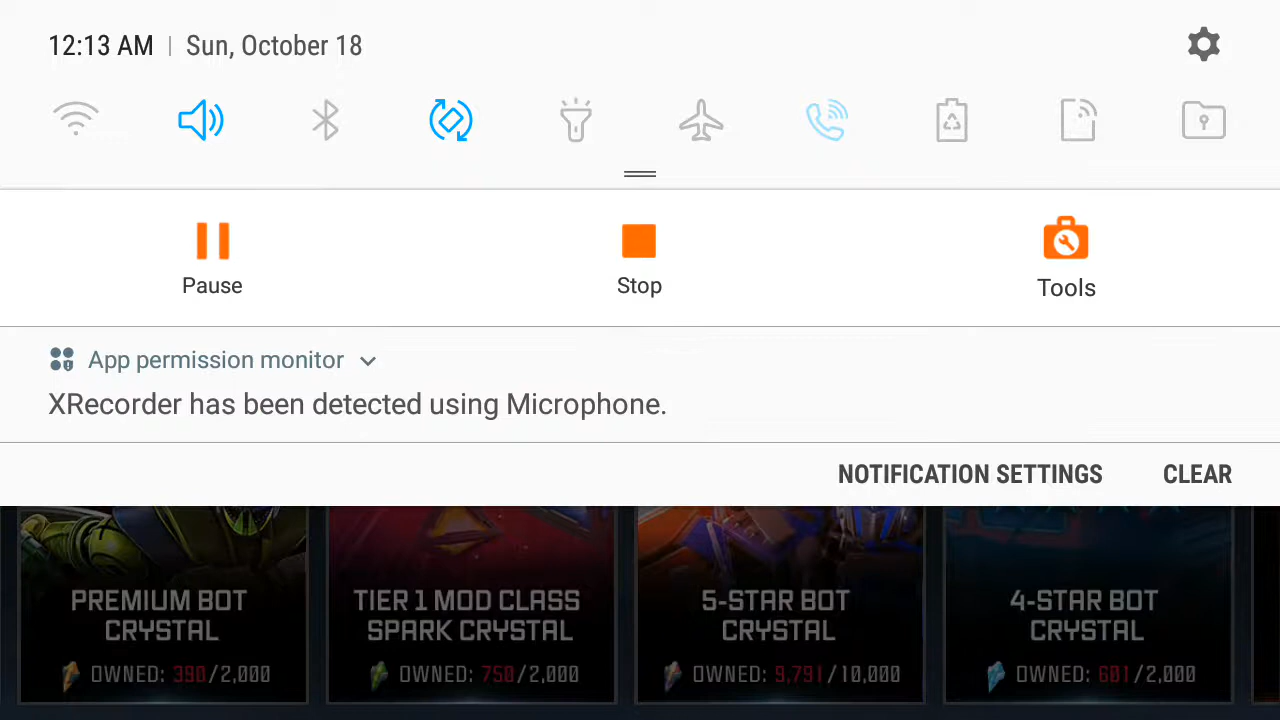 12:13 AM | Sun, October 18
Pause
Stop
Tools
App permission monitor
XRecorder has been detected using Microphone.
NOTIFICATION SETTINGS
CLEAR
PREMIUM BOT
CRYSTAL
OWNED: 390/2,000
TIER 1 MOD CLASS
SPARK CRYSTAL
OWNED: 750/2,000
5-STAR BOT
CRYSTAL
OWNED: 9,791/10,000
4-STAR BOT
CRYSTAL
OWNED: 601/2,000